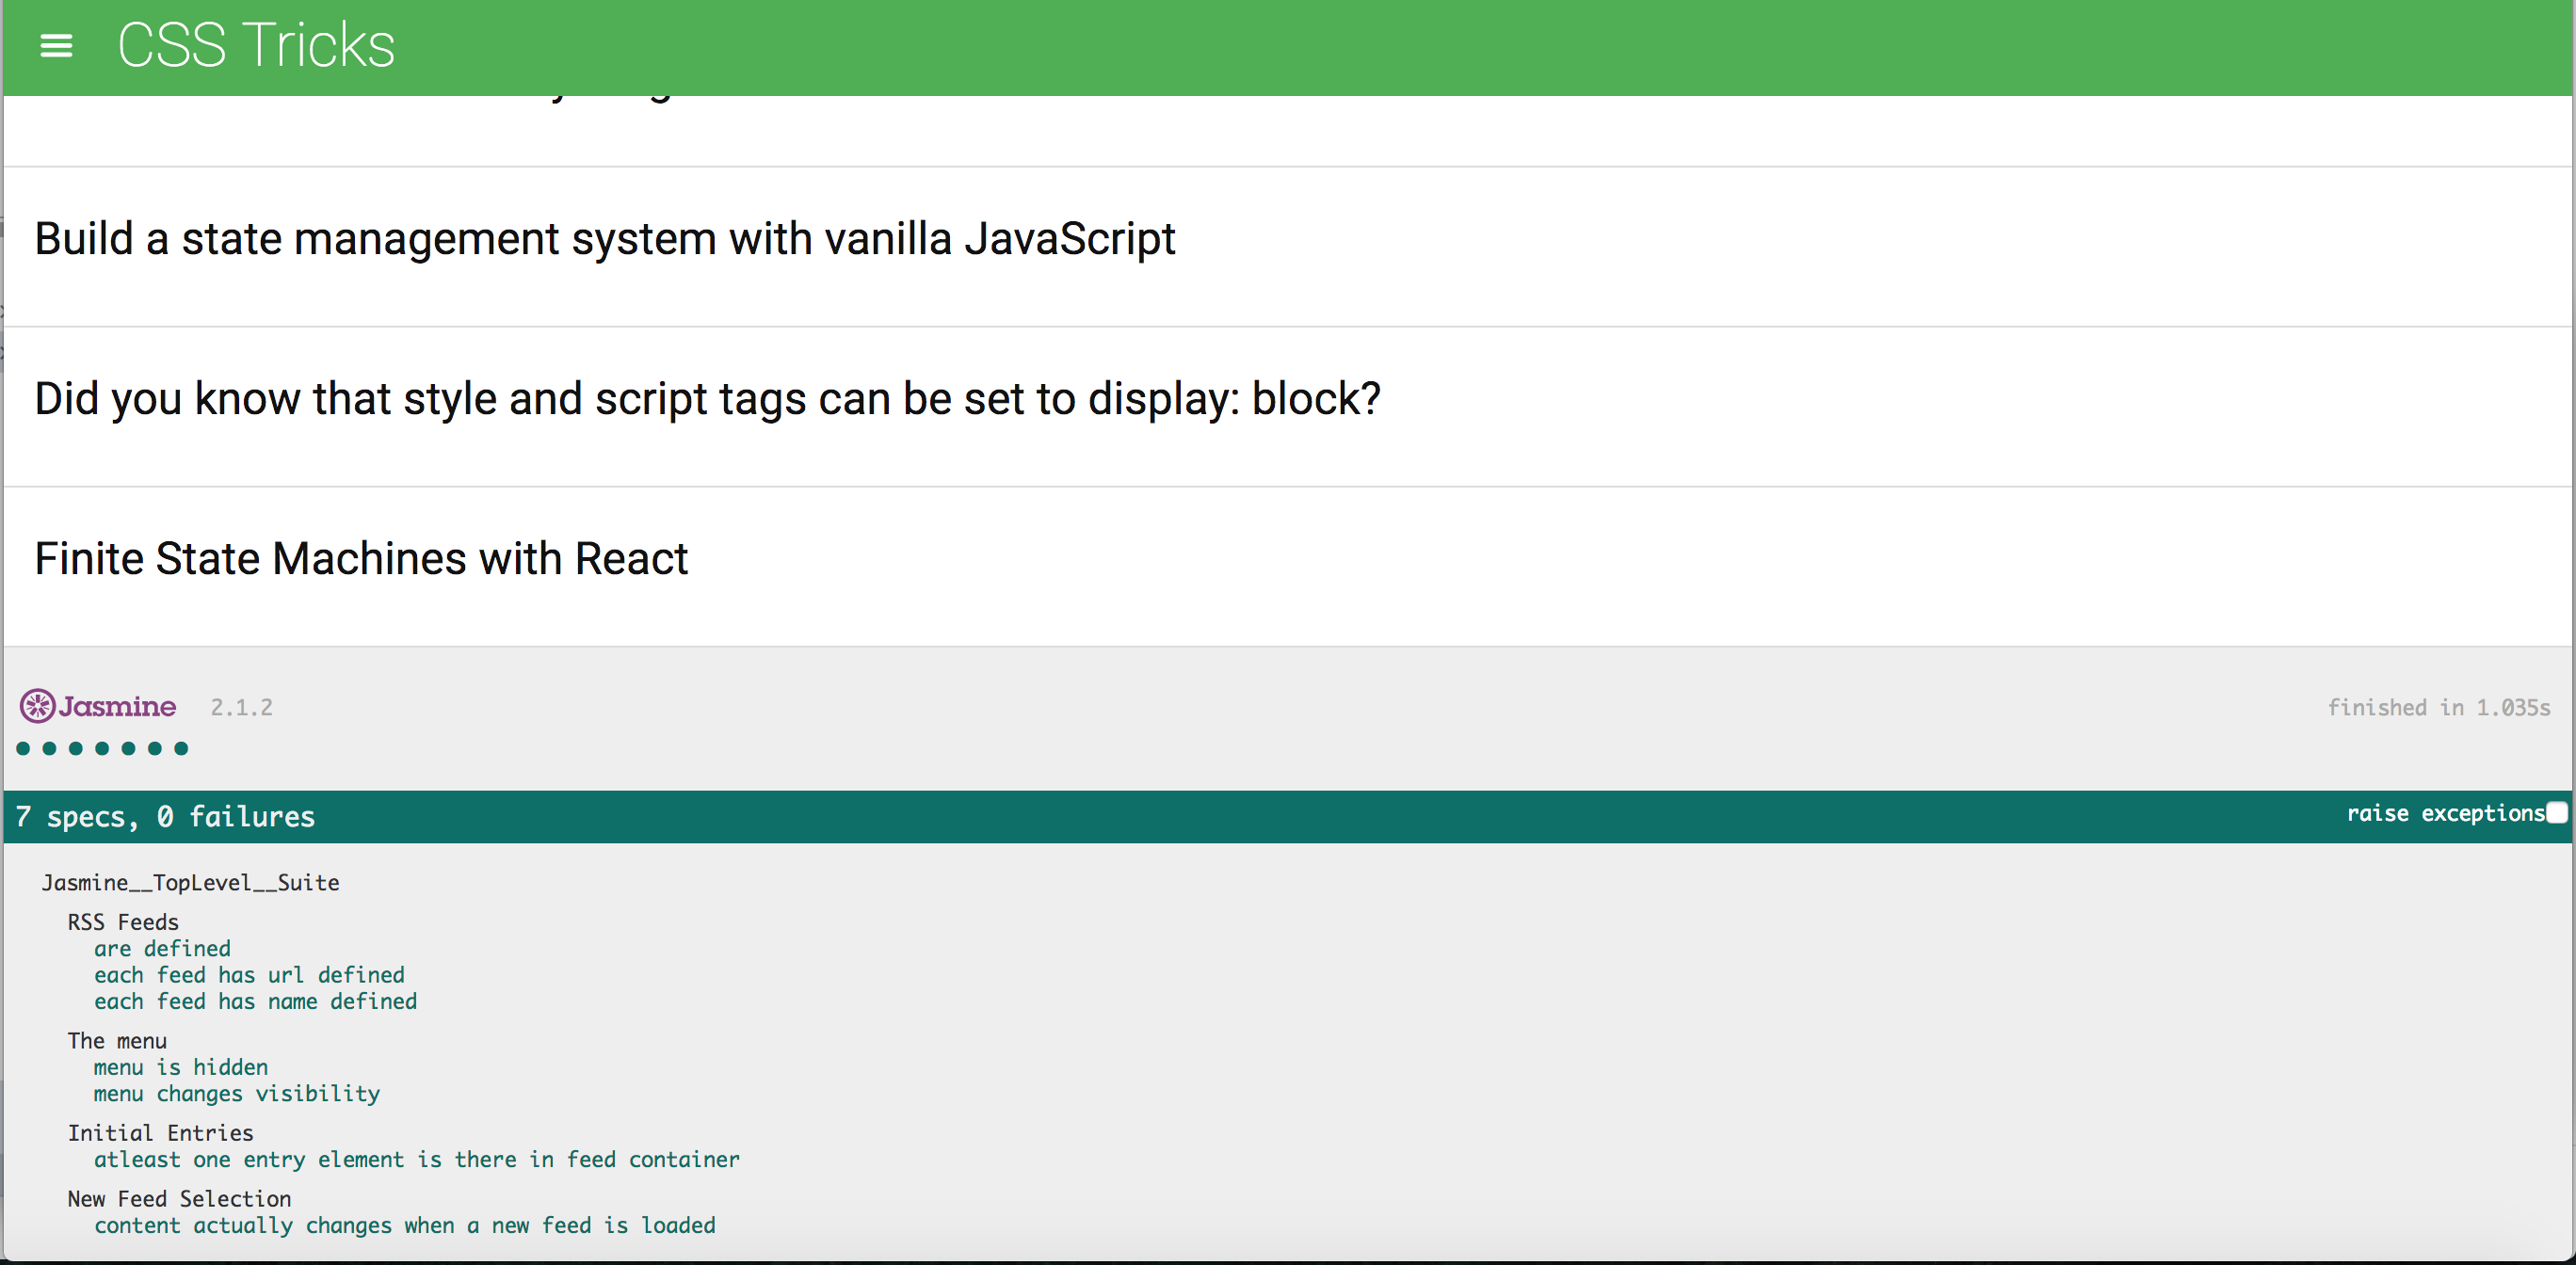 CSS Tricks
Build a state management system with vanilla JavaScript
Did you know that style and script tags can be set to display: block?
Finite State Machines with React
Jasmine 2.1.2 finished in 1.035s
7 specs, 0 failures raise exceptions
Jasmine__TopLevel__Suite
RSS Feeds
are defined
each feed has url defined
each feed has name defined
The menu
menu is hidden
menu changes visibility
Initial Entries
atleast one entry element is there in feed container
New Feed Selection
content actually changes when a new feed is loaded